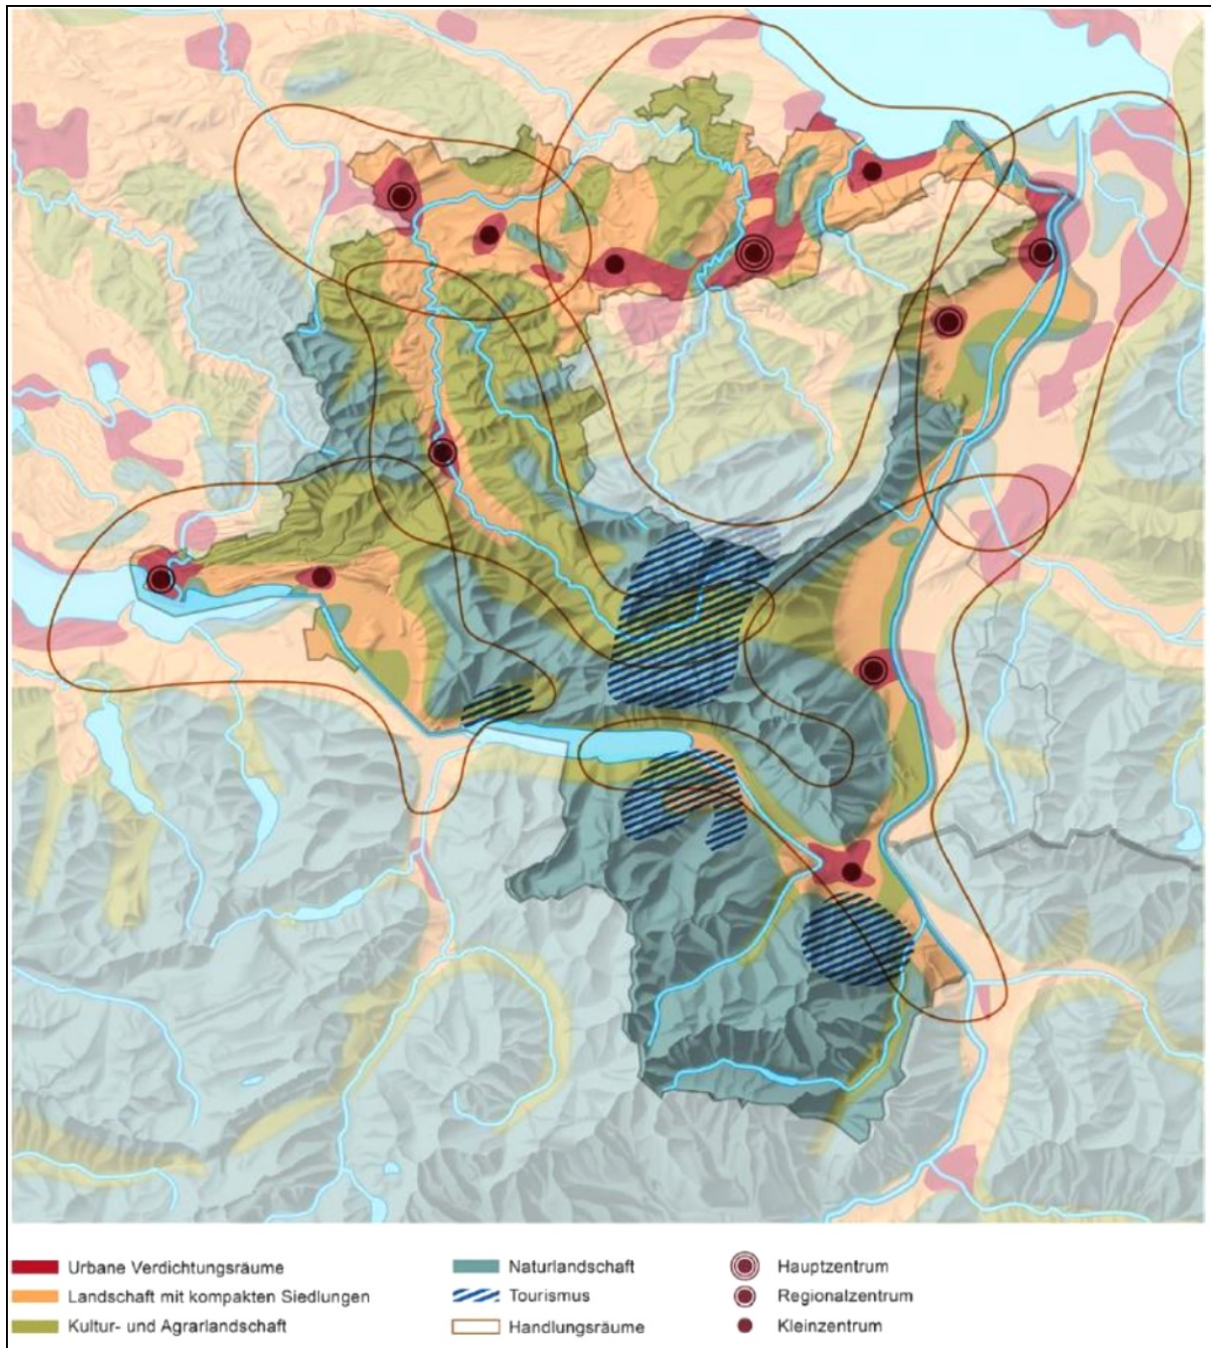 Urbane Verdichtungsräume
Landschaft mit kompakten Siedlungen
Kultur- und Agrarlandschaft
Naturlandschaft
Tourismus
Handlungsräume
Hauptzentrum
Regionalzentrum
Kleinzentrum